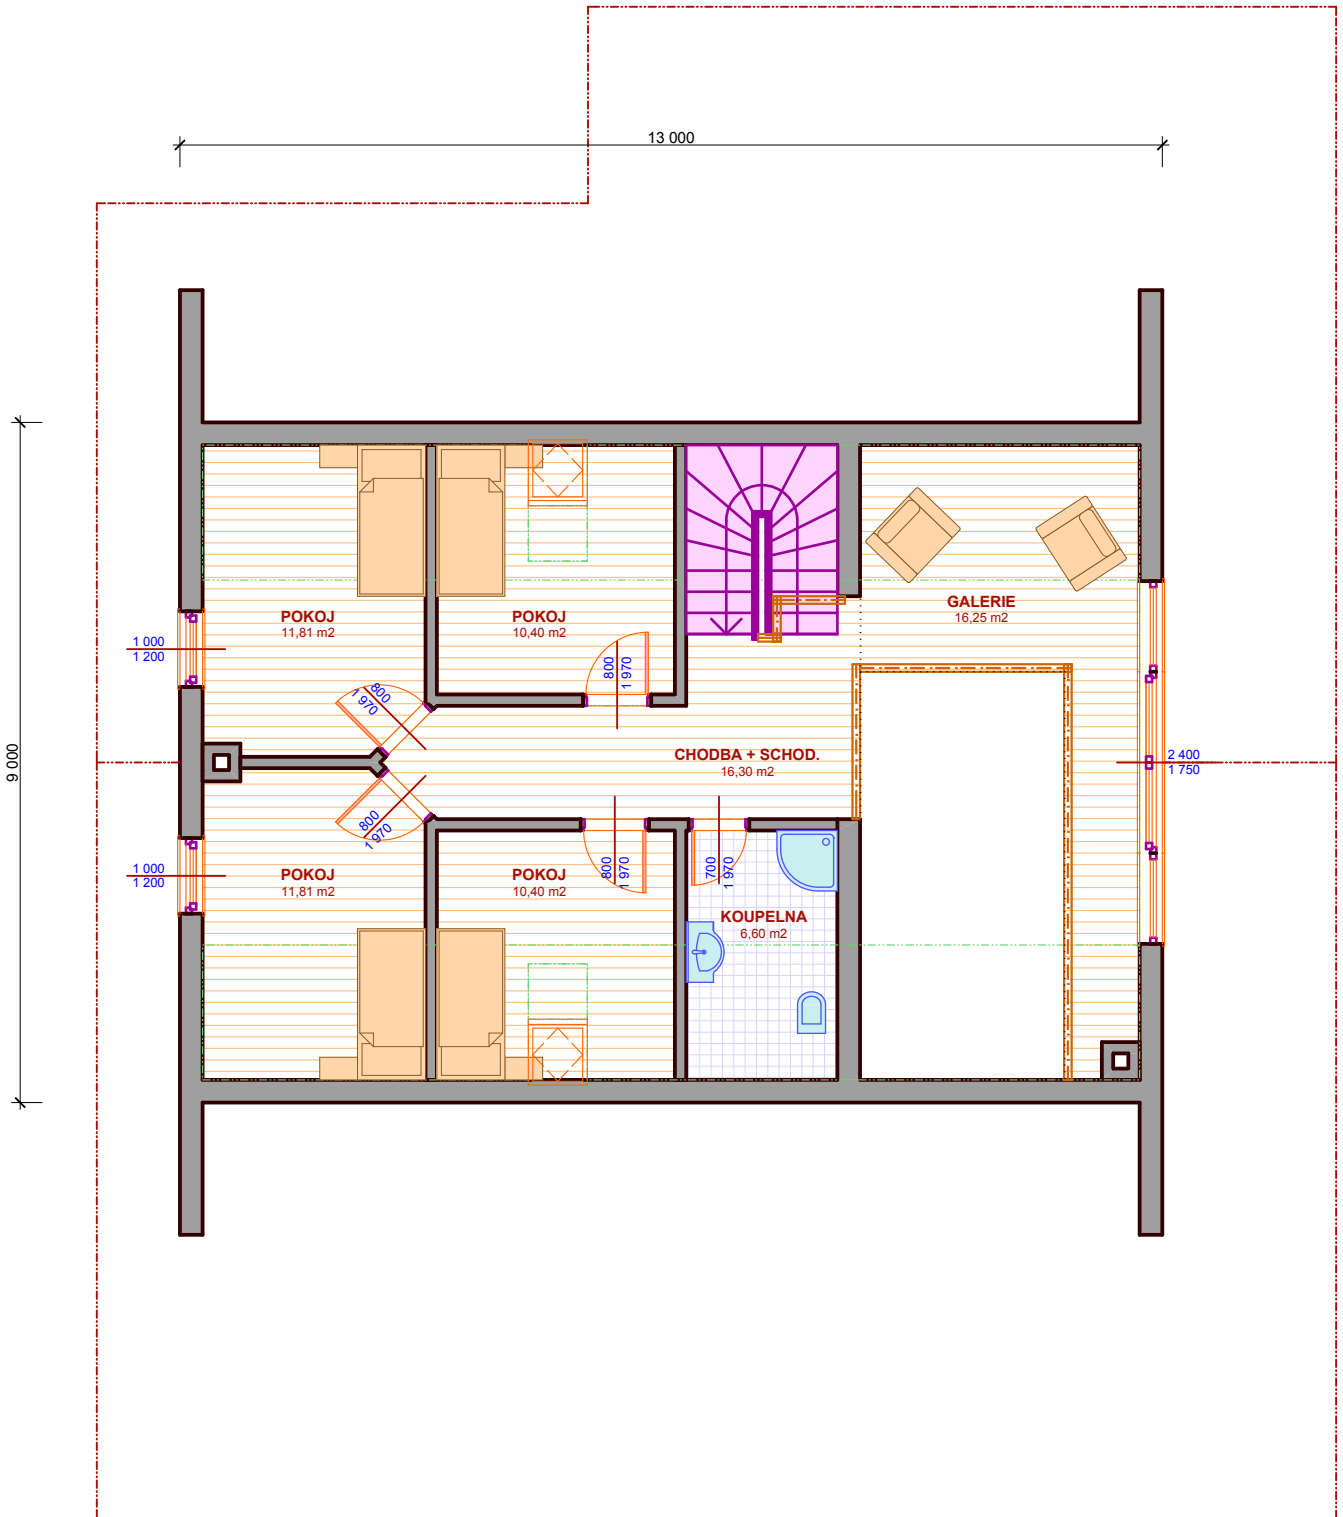 13 000
9 000
POKOJ
11,81 m2
POKOJ
10,40 m2
GALERIE
16,25 m2
1 000
1 200
800
1 970
800
1 970
CHODBA + SCHOD.
16,30 m2
2 400
1 750
800
1 970
800
1 970
700
1 970
1 000
1 200
POKOJ
11,81 m2
POKOJ
10,40 m2
KOUPELNA
6,60 m2